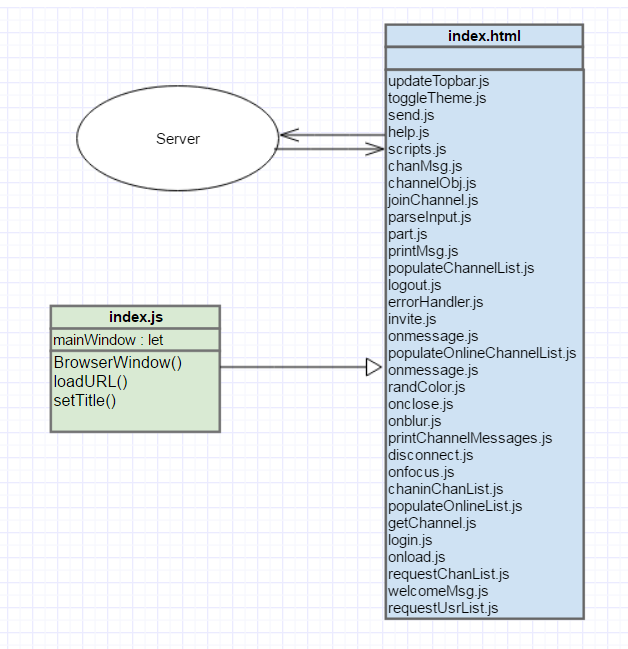 index.html
updateTopbar.js
toggleTheme.js
send.js
help.js
scripts.js
chanMsg.js
channelObj.js
joinChannel.js
parseInput.js
part.js
printMsg.js
populateChannelList.js
logout.js
errorHandler.js
invite.js
onmessage.js
populateOnlineChannelList.js
onmessage.js
randColor.js
onclose.js
onblur.js
printChannelMessages.js
disconnect.js
onfocus.js
chaninChanList.js
populateOnlineList.js
getChannel.js
login.js
onload.js
requestChanList.js
welcomeMsg.js
requestUsrList.js
Server
index.js
mainWindow : let
BrowserWindow()
loadURL()
setTitle()